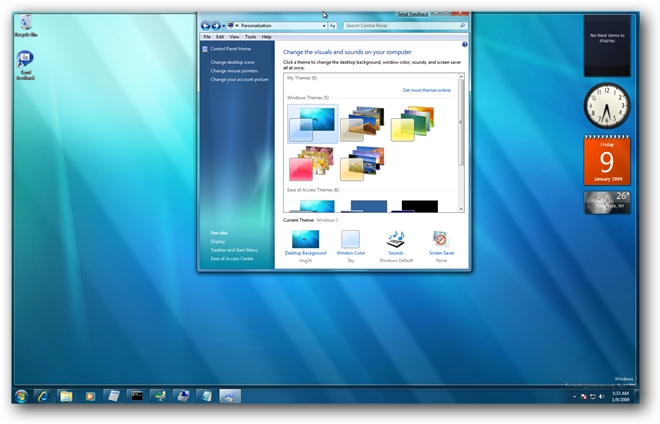 Recycle Bin
Send
Feedback
Send Feedback
Personalization
Search Control Panel
File Edit View Tools Help
Control Panel Home
Change desktop icons
Change mouse pointers
Change your account picture
See also
Display
Taskbar and Start Menu
Ease of Access Center
Change the visuals and sounds on your computer
Click a theme to change the desktop background, window color, sounds, and screen saver
all at once.
My Themes (0)
Get more themes online
Windows Themes (5)
Ease of Access Themes (6)
Current Theme: Windows 7
Desktop Background
img24
Window Color
Sky
Sounds
Windows Default
Screen Saver
None
No feed items to
display.
Friday
9
January 2009
26°
New York, NY
Windows
5:33 AM
1/9/2009